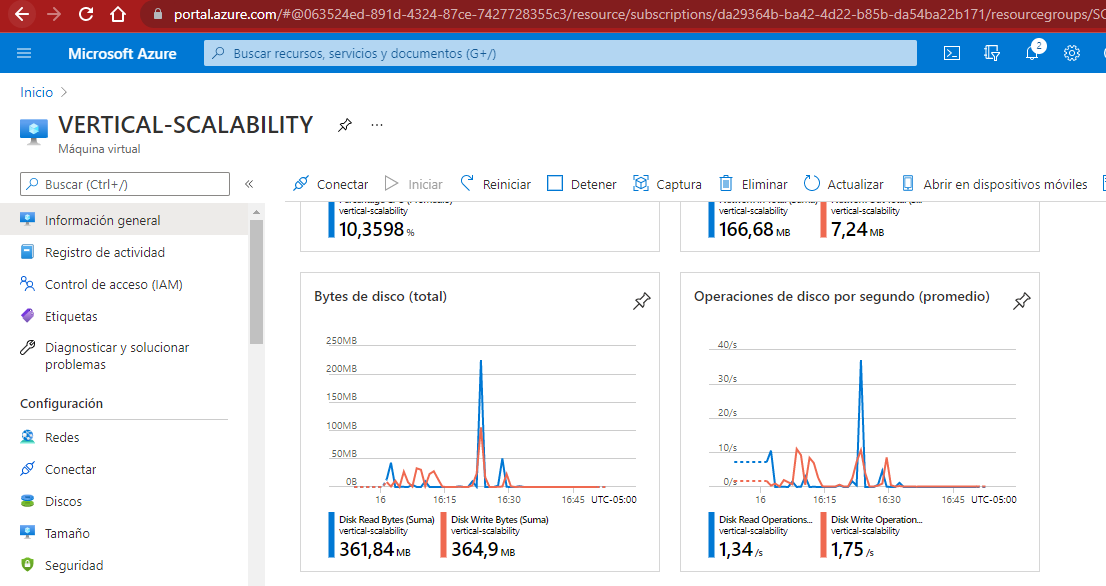 portal.azure.com/#@063524ed-891d-4324-87ce-7427728355c3/resource/subscriptions/da29364b-ba42-4d22-b85b-da54ba22b171/resourcegroups/SC
Microsoft Azure
Buscar recursos, servicios y documentos (G+/)
2
Inicio
VERTICAL-SCALABILITY
Máquina virtual
Buscar (Ctrl+/)
Conectar
Iniciar
Reiniciar
Detener
Captura
Eliminar
Actualizar
Abrir en dispositivos móviles
Información general
Registro de actividad
Control de acceso (IAM)
Etiquetas
Diagnosticar y solucionar
problemas
Configuración
Redes
Conectar
Discos
Tamaño
Seguridad
vertical-scalability
10,3598 %
vertical-scalability
166,68 MB
vertical-scalability
7,24 MB
Bytes de disco (total)
250MB
200MB
150MB
100MB
50MB
0B
16 16:15 16:30 16:45 UTC-05:00
Disk Read Bytes (Suma)
vertical-scalability
361,84 MB
Disk Write Bytes (Suma)
vertical-scalability
364,9 MB
Operaciones de disco por segundo (promedio)
40/s
30/s
20/s
10/s
0/s
16 16:15 16:30 16:45 UTC-05:00
Disk Read Operations...
vertical-scalability
1,34 /s
Disk Write Operation...
vertical-scalability
1,75 /s